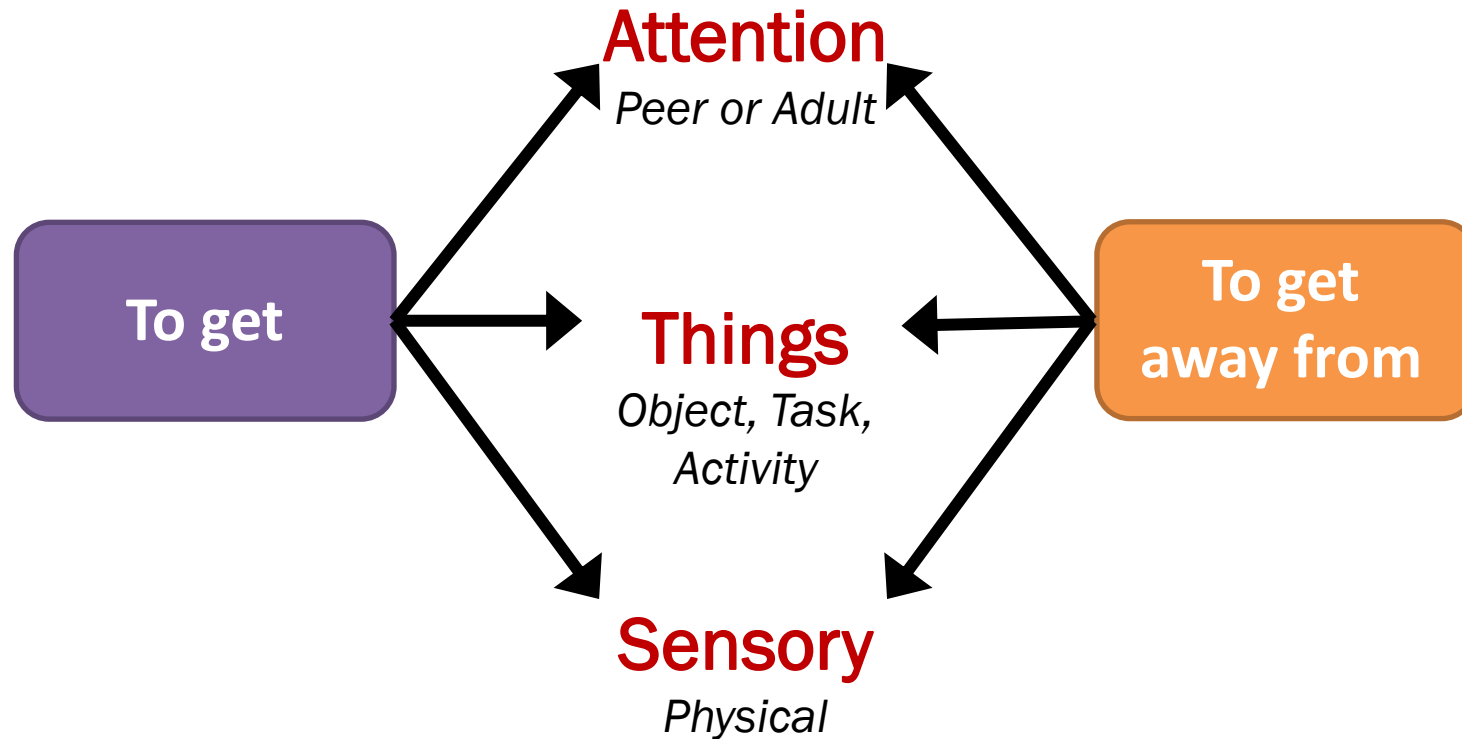 Attention
Peer or Adult
To get
To get
away from
Things
Object, Task,
Activity
Sensory
Physical